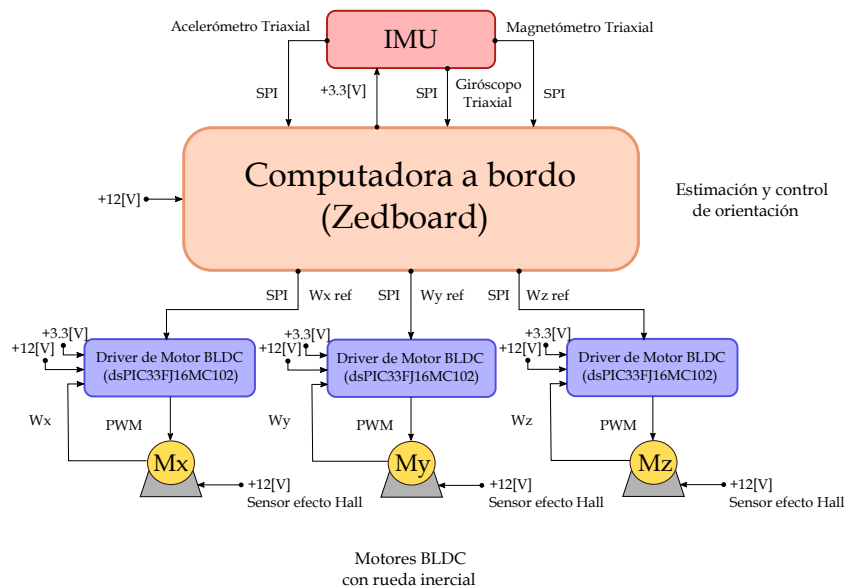 Acelerómetro Triaxial
IMU
Magnetómetro Triaxial
SPI
+3.3[V]
SPI
Giróscopo
Triaxial
SPI
Computadora a bordo
(Zedboard)
+12[V]
Estimación y control
de orientación
SPI
Wx ref
SPI
Wy ref
SPI
Wz ref
+3.3[V]
+12[V]
Driver de Motor BLDC
(dsPIC33FJ16MC102)
+3.3[V]
+12[V]
Driver de Motor BLDC
(dsPIC33FJ16MC102)
+3.3[V]
+12[V]
Driver de Motor BLDC
(dsPIC33FJ16MC102)
Wx
PWM
Wy
PWM
Wz
PWM
Mx
+12[V]
Sensor efecto Hall
My
+12[V]
Sensor efecto Hall
Mz
+12[V]
Sensor efecto Hall
Motores BLDC
con rueda inercial